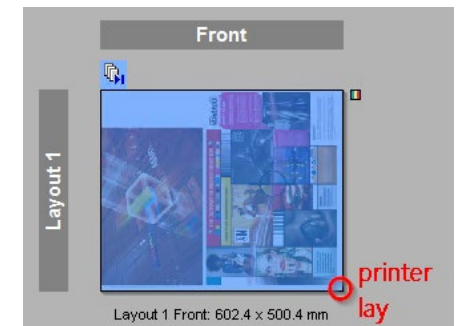 Front
Layout 1
printer
lay
Layout 1 Front: 602.4 x 500.4 mm